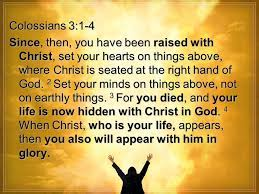 Colossians 3:1-4
Since, then, you have been raised with
Christ, set your hearts on things above,
where Christ is seated at the right hand of
God. 2 Set your minds on things above, not
on earthly things. 3 For you died, and your
life is now hidden with Christ in God. 4
When Christ, who is your life, appears,
then you also will appear with him in
glory.